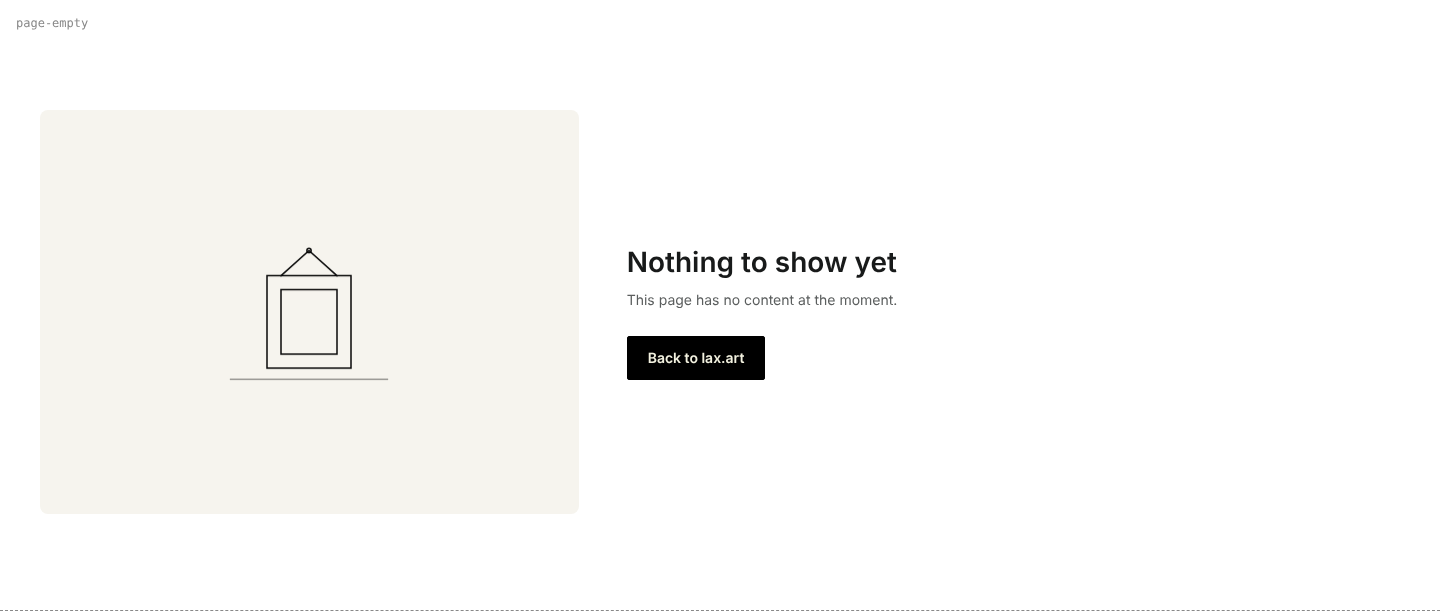 page-empty
Nothing to show yet
This page has no content at the moment.
Back to lax.art